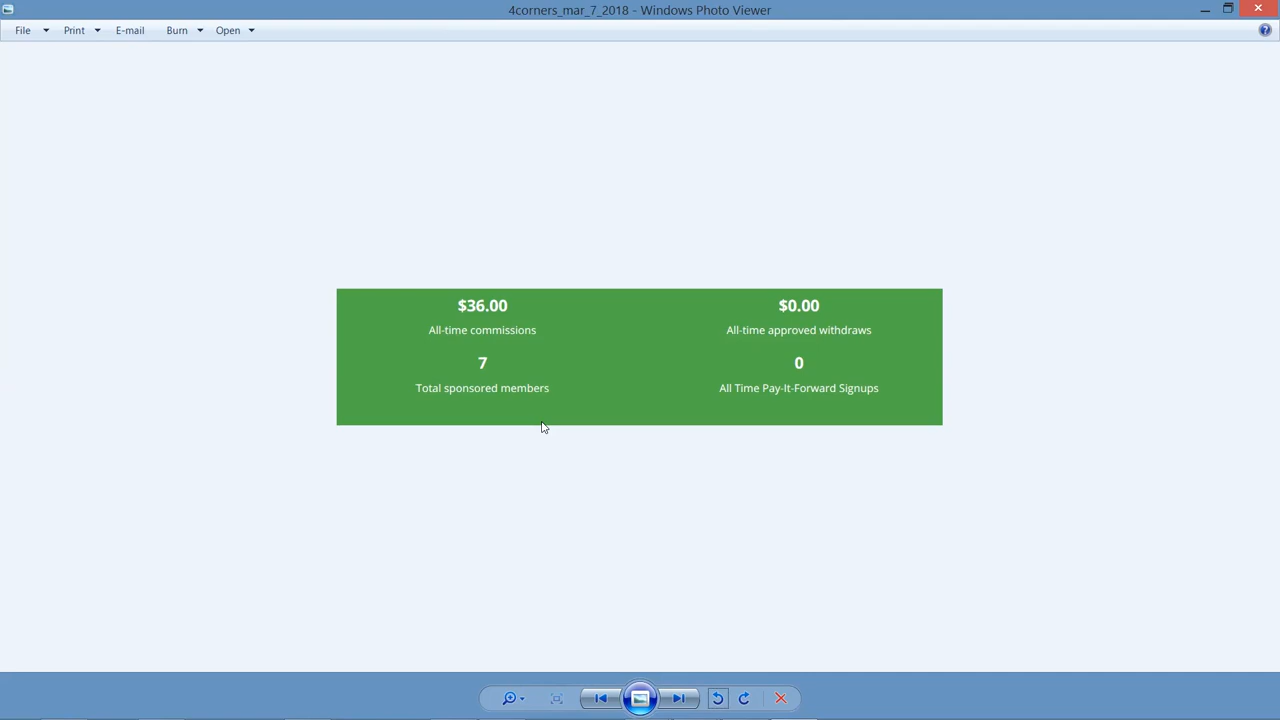 4corners_mar_7_2018 - Windows Photo Viewer
File Print E-mail Burn Open
$36.00 $0.00
All-time commissions All-time approved withdraws
7 0
Total sponsored members All Time Pay-It-Forward Signups